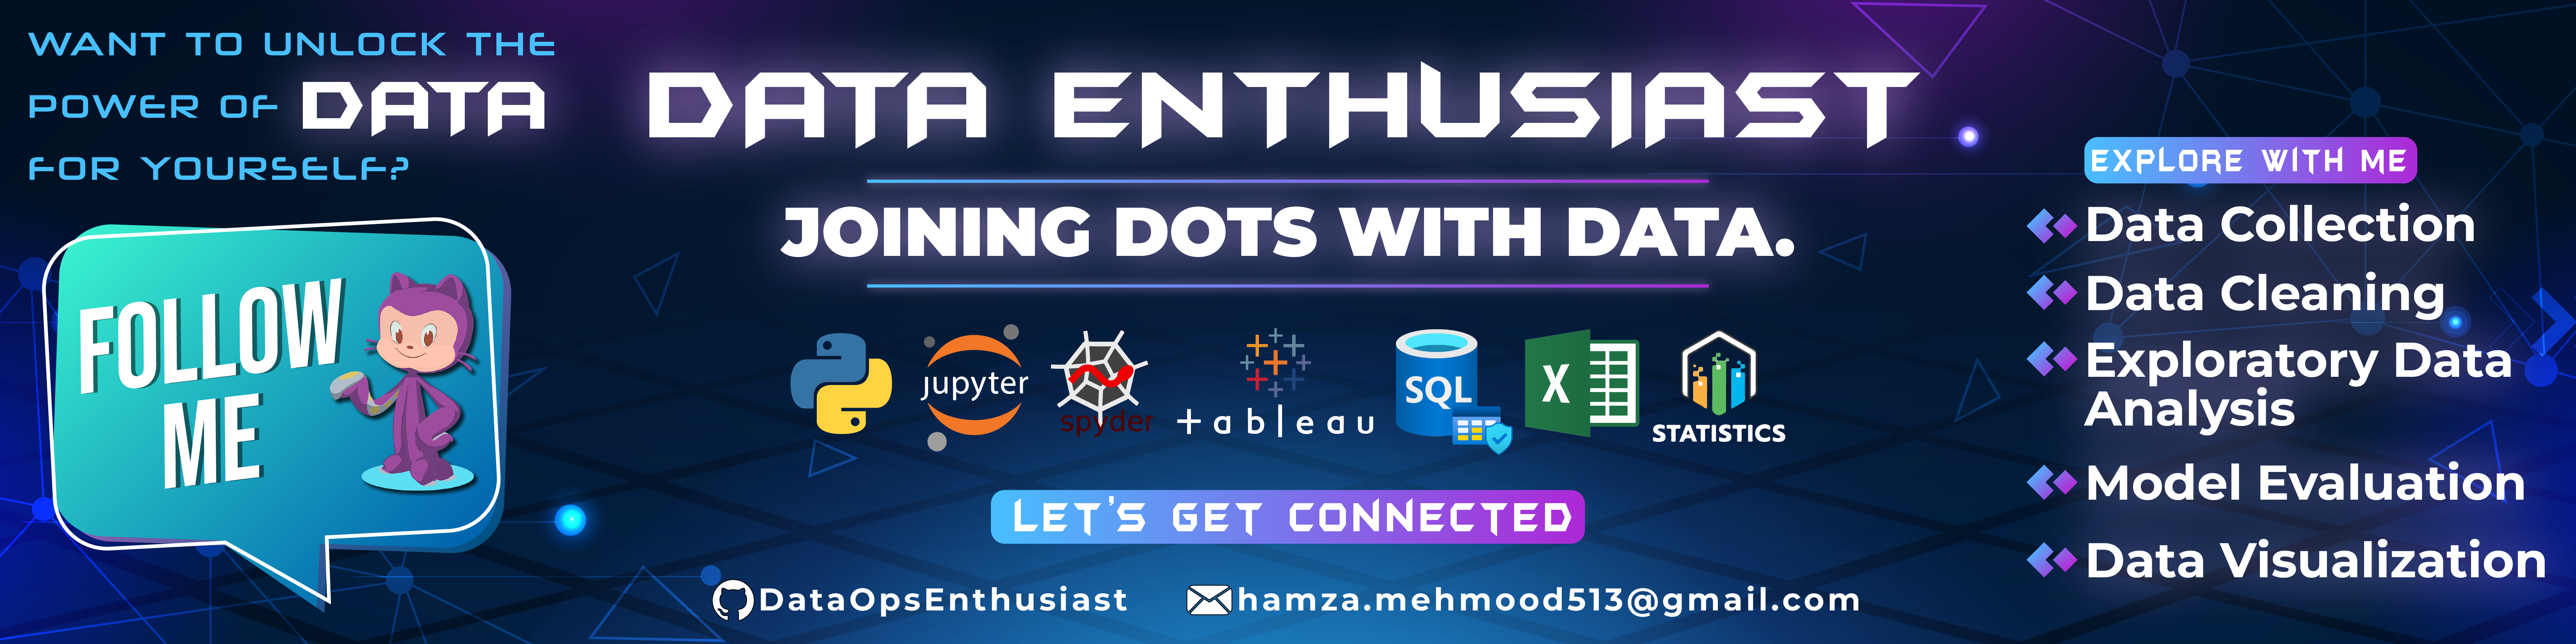 WANT TO UNLOCK THE
POWER OF DATA
FOR YOURSELF?
FOLLOW
ME
DATA ENTHUSIAST
JOINING DOTS WITH DATA.
jupyter
spyder
+ableau
SQL
X
STATISTICS
LET'S GET CONNECTED
DataOpsEnthusiast
hamza.mehmood513@gmail.com
EXPLORE WITH ME
Data Collection
Data Cleaning
Exploratory Data
Analysis
Model Evaluation
Data Visualization